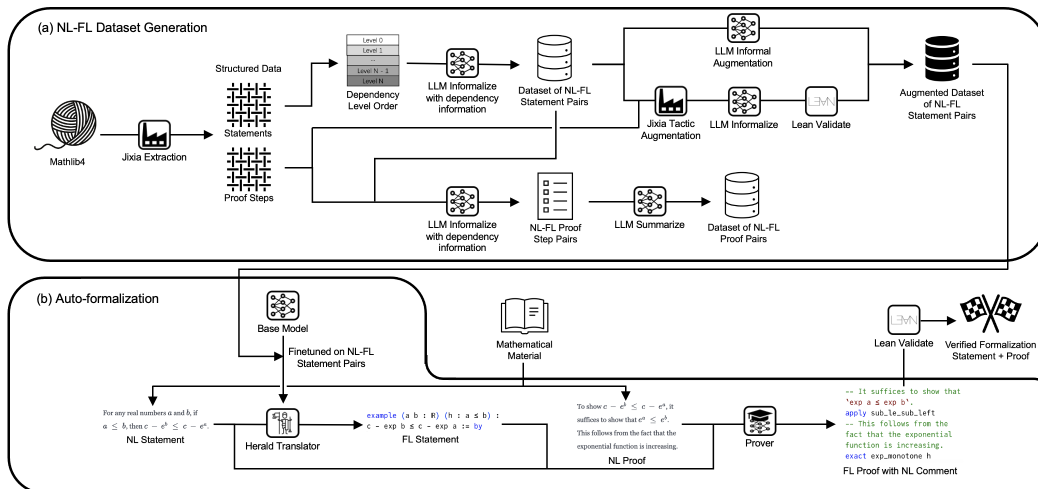 (a) NL-FL Dataset Generation
Level 0
Level 1
...
Level N - 1
Level N
Dependency
Level Order
Structured Data
Statements
Proof Steps
Mathlib4
Jixia Extraction
LLM Informalize
with dependency
information
Dataset of NL-FL
Statement Pairs
LLM Informal
Augmentation
Jixia Tactic
Augmentation
LLM Informalize
Lean Validate
Augmented Dataset
of NL-FL
Statement Pairs
LLM Informalize
with dependency
information
NL-FL Proof
Step Pairs
LLM Summarize
Dataset of NL-FL
Proof Pairs
(b) Auto-formalization
Base Model
Finetuned on NL-FL
Statement Pairs
Mathematical
Material
Lean Validate
Verified Formalization
Statement + Proof
For any real numbers a and b, if
a ≤ b, then c − e^b ≤ c − e^a.
NL Statement
Herald Translator
example (a b : ℝ) (h : a ≤ b) :
c - exp b ≤ c - exp a := by
FL Statement
To show c − e^b ≤ c − e^a, it
suffices to show that e^a ≤ e^b.
This follows from the fact that the
exponential function is increasing.
NL Proof
Prover
-- It suffices to show that
`exp a ≤ exp b`.
apply sub_le_sub_left
-- This follows from the
fact that the exponential
function is increasing.
exact exp_monotone h
FL Proof with NL Comment